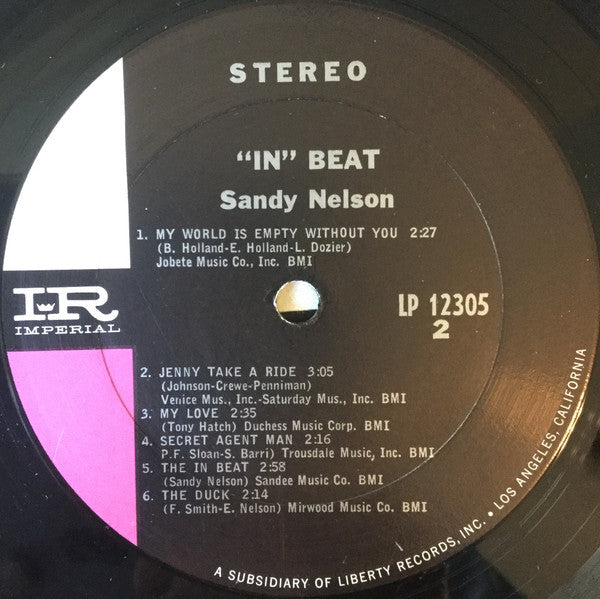 STEREO
"IN" BEAT
Sandy Nelson
1. MY WORLD IS EMPTY WITHOUT YOU 2:27
(B. Holland-E. Holland-L. Dozier)
Jobete Music Co., Inc. BMI
IR
IMPERIAL
LP 12305
2
2. JENNY TAKE A RIDE 3:05
(Johnson-Crewe-Penniman)
Venice Mus., Inc.-Saturday Mus., Inc. BMI
3. MY LOVE 2:35
(Tony Hatch) Duchess Music Corp. BMI
4. SECRET AGENT MAN 2:16
P.F. Sloan-S. Barri) Trousdale Music, Inc. BMI
5. THE IN BEAT 2:58
(Sandy Nelson) Sandee Music Co. BMI
6. THE DUCK 2:14
(F. Smith-E. Nelson) Mirwood Music Co. BMI
A SUBSIDIARY OF LIBERTY RECORDS, INC. • LOS ANGELES, CALIFORNIA